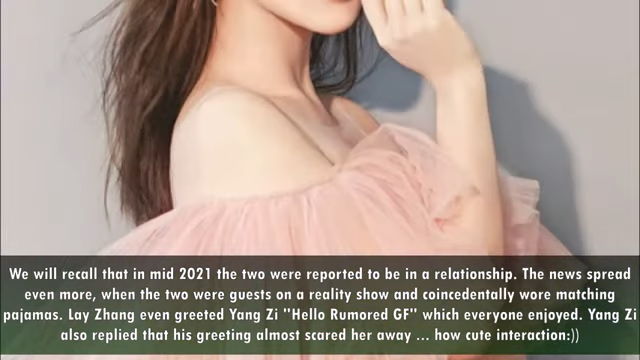 We will recall that in mid 2021 the two were reported to be in a relationship. The news spread
even more, when the two were guests on a reality show and coincedentally wore matching
pajamas. Lay Zhang even greeted Yang Zi "Hello Rumored GF" which everyone enjoyed. Yang Zi
also replied that his greeting almost scared her away ... how cute interaction:))